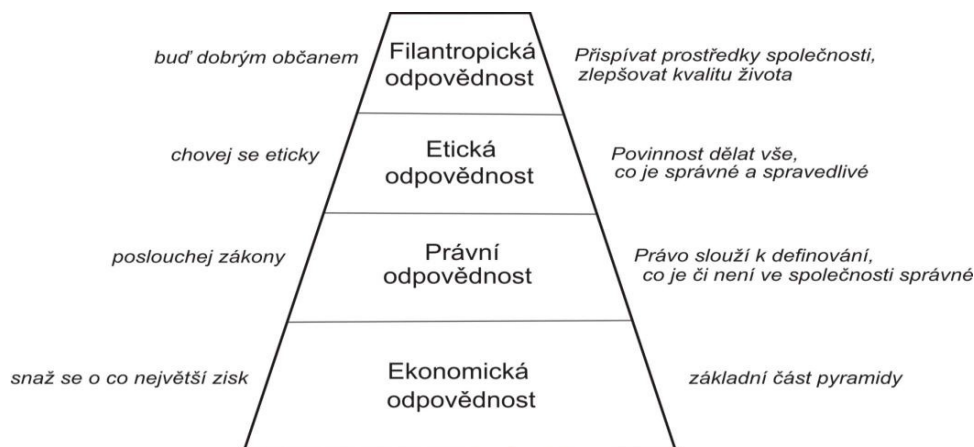 buď dobrým občanem
Filantropická
odpovědnost
Přispívat prostředky společnosti,
zlepšovat kvalitu života
chovej se eticky
Etická
odpovědnost
Povinnost dělat vše,
co je správné a spravedlivé
poslouchej zákony
Právní
odpovědnost
Právo slouží k definování,
co je či není ve společnosti správné
snaž se o co největší zisk
Ekonomická
odpovědnost
základní část pyramidy